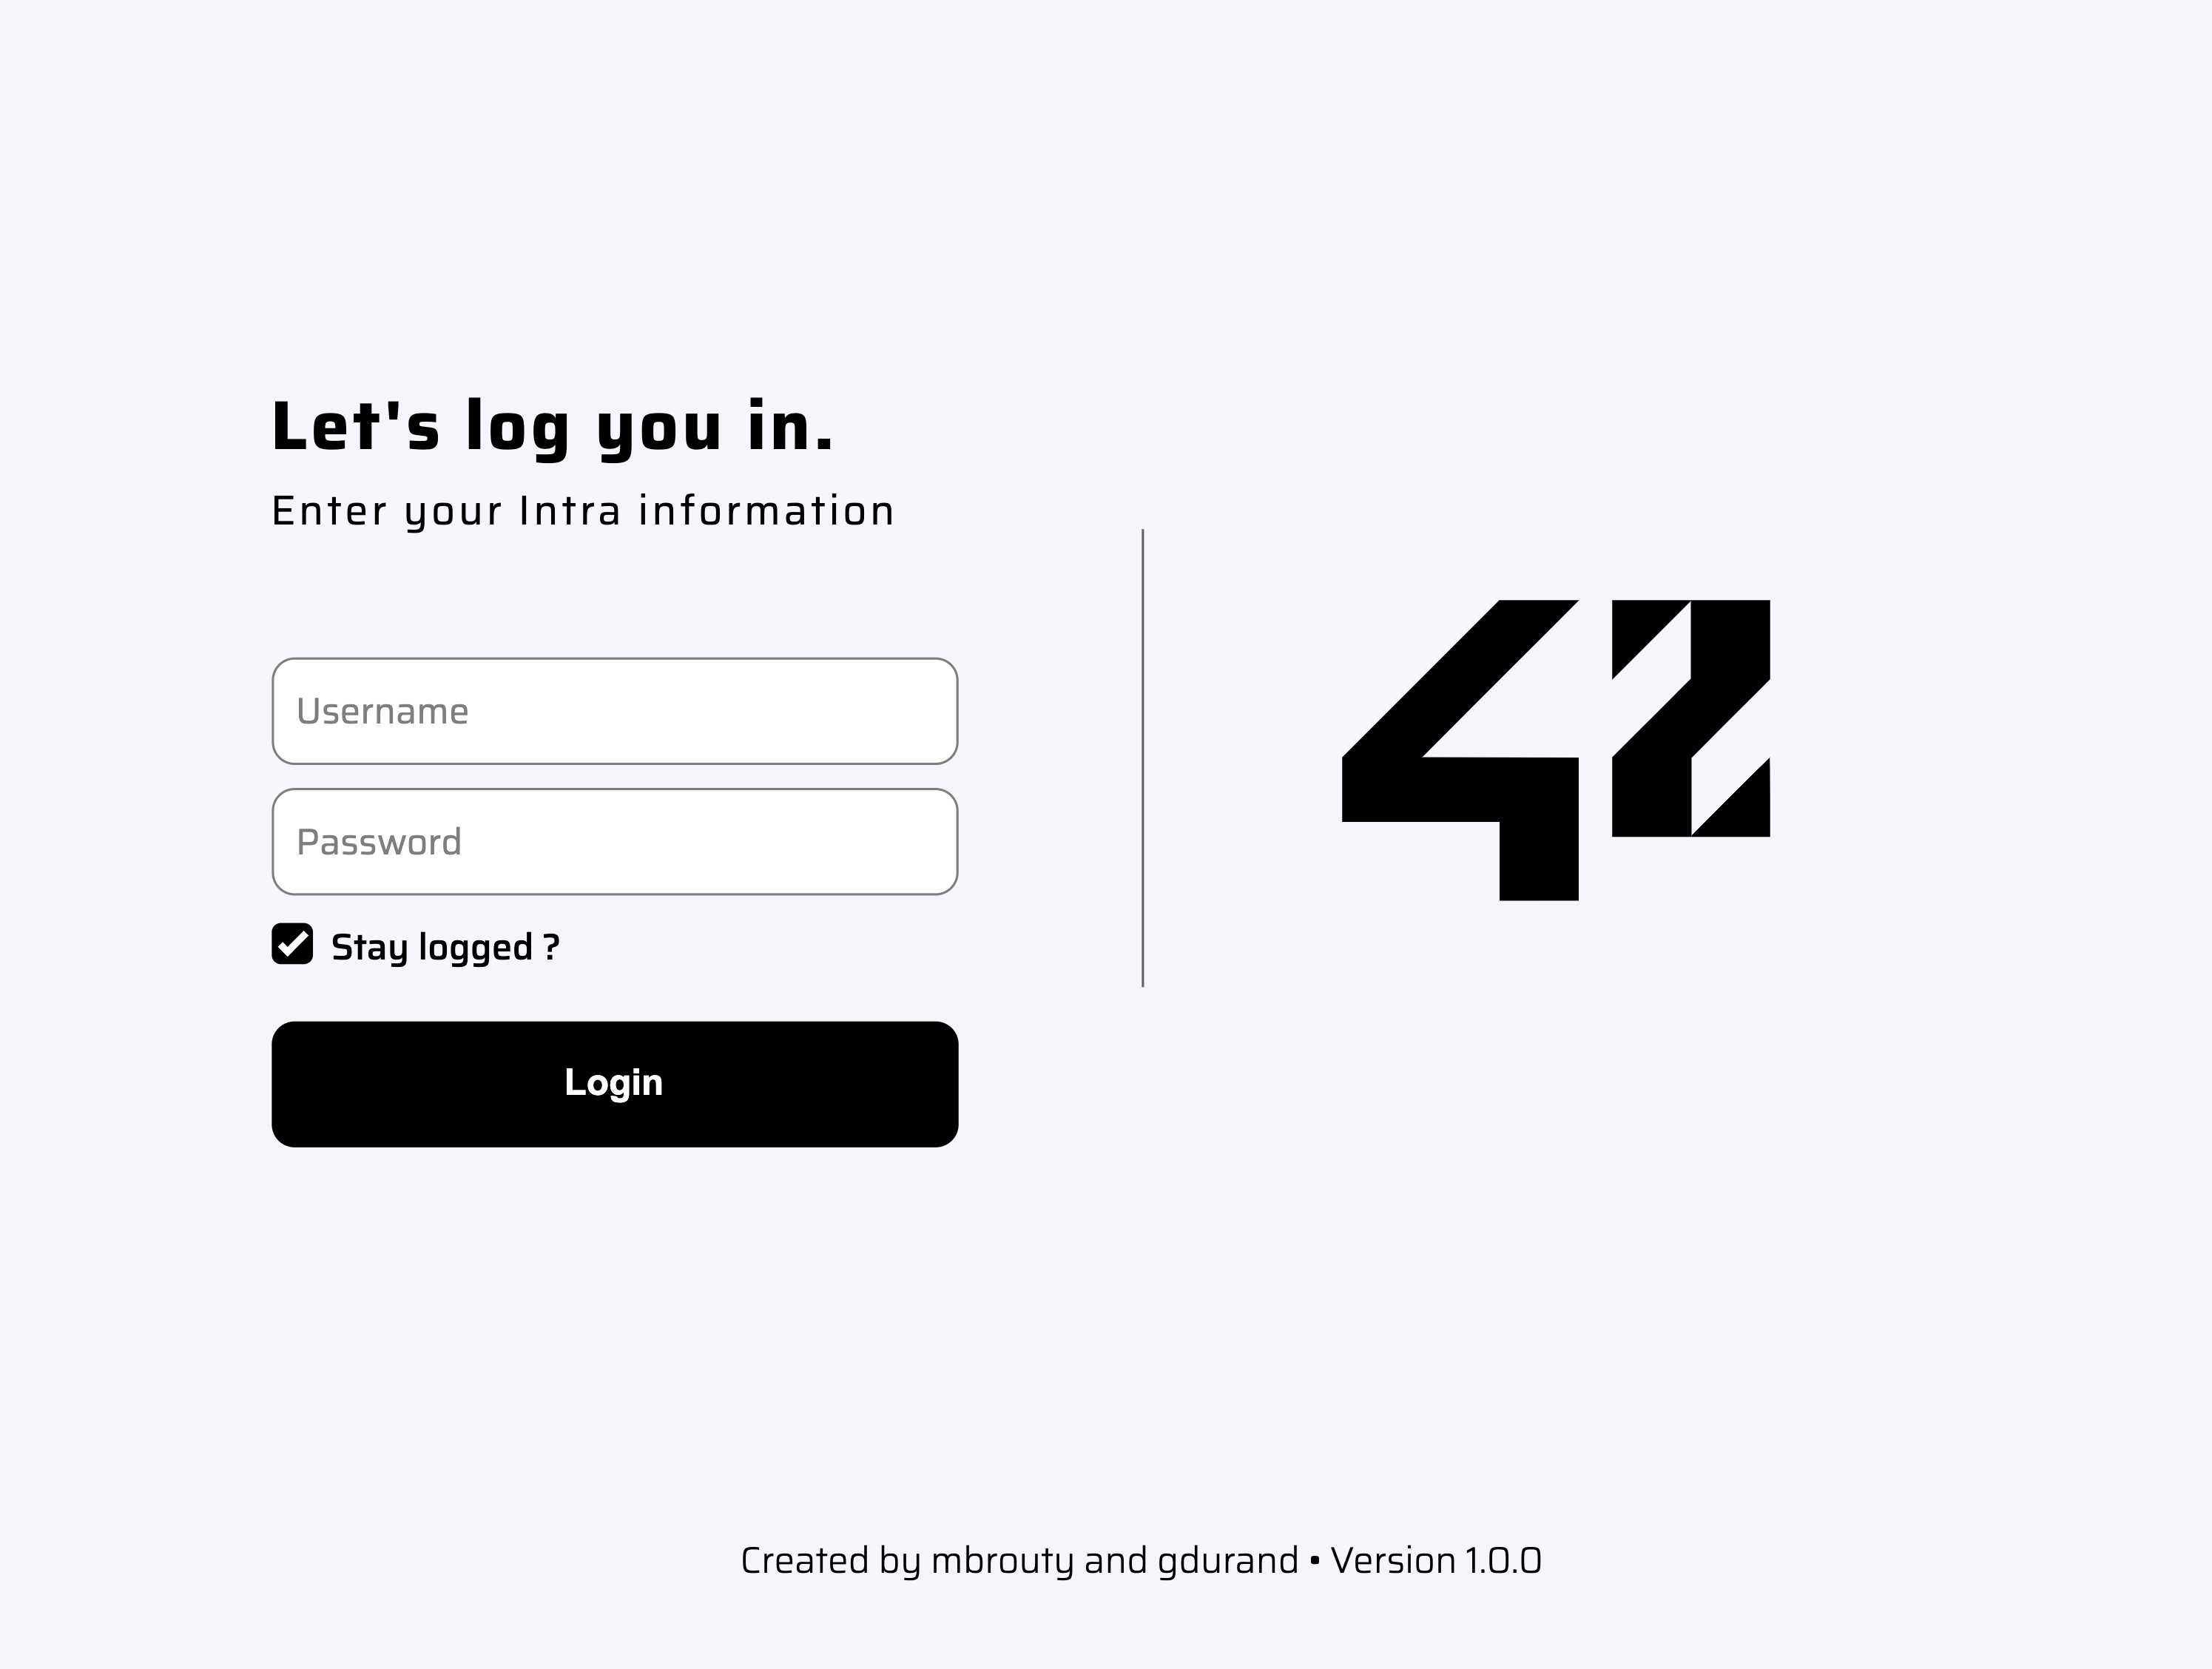 Let's log you in.
Enter your Intra information
Username
Password
Stay logged ?
Login
42
Created by mbrouty and gdurand • Version 1.0.0